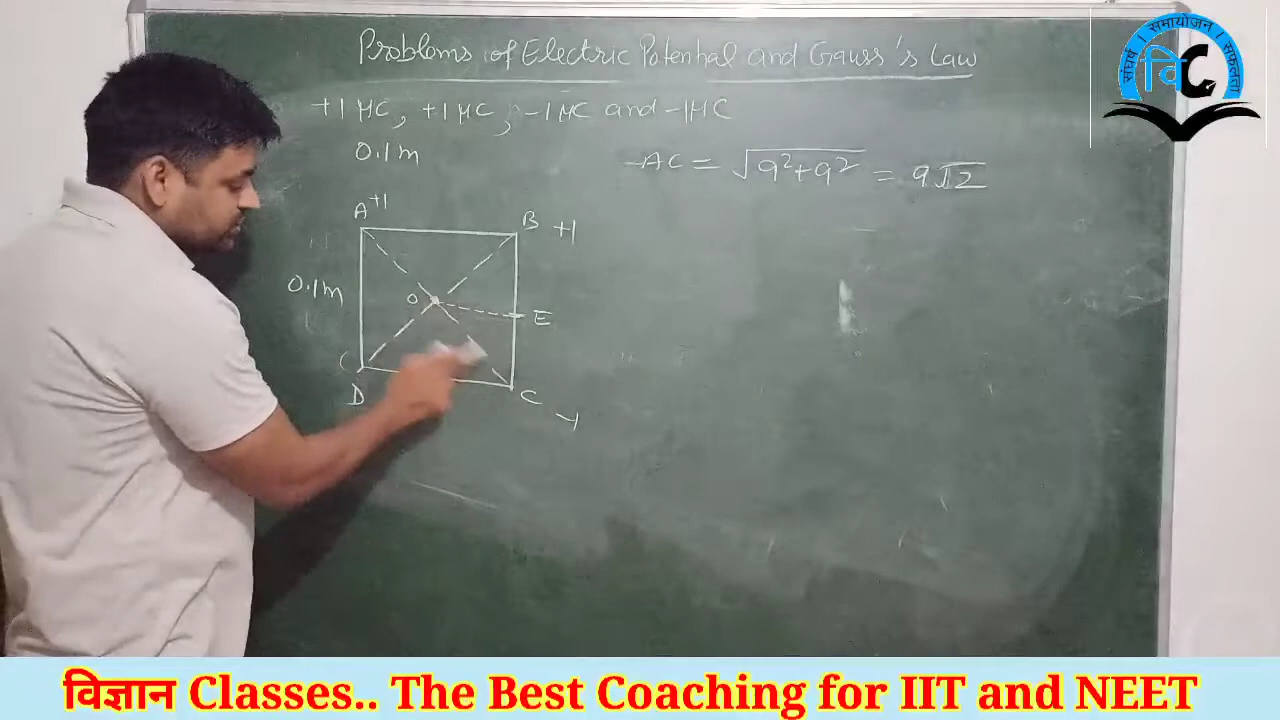 Problems of Electric Potential and Gauss's Law
+1 μC, +1 μC, -1 μC and -1 μC
0.1 m
AC = √a²+a² = a√2
A +1
B +1
0.1m
O
E
D
C
-1
संघर्ष । समायोजन । सफलता
विC
विज्ञान Classes.. The Best Coaching for IIT and NEET